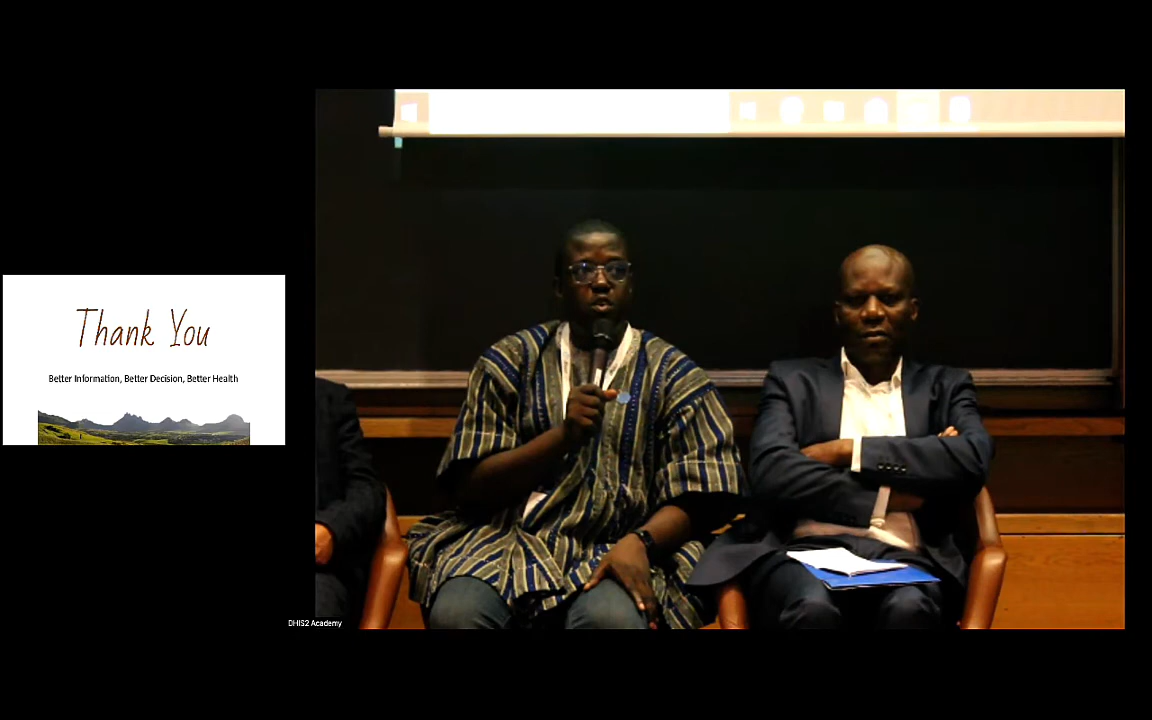 Thank You
Better Information, Better Decision, Better Health
DHIS2 Academy